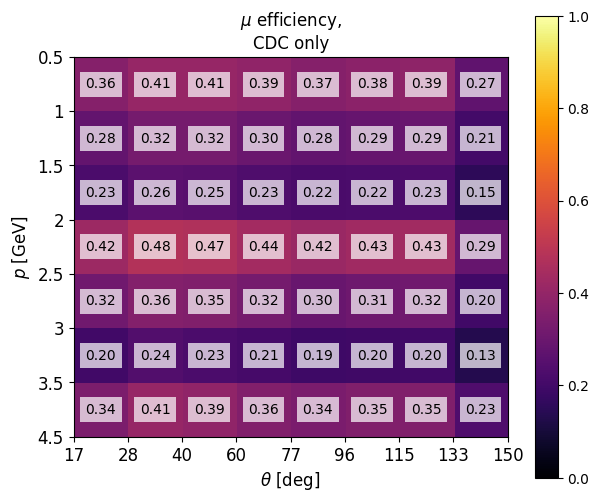 μ efficiency,
CDC only
1.0
0.5
0.36 0.41 0.41 0.39 0.37 0.38 0.39 0.27
1
0.8
0.28 0.32 0.32 0.30 0.28 0.29 0.29 0.21
1.5
0.23 0.26 0.25 0.23 0.22 0.22 0.23 0.15
0.6
2
0.42 0.48 0.47 0.44 0.42 0.43 0.43 0.29
p [GeV]
2.5
0.4
0.32 0.36 0.35 0.32 0.30 0.31 0.32 0.20
3
0.20 0.24 0.23 0.21 0.19 0.20 0.20 0.13
0.2
3.5
0.34 0.41 0.39 0.36 0.34 0.35 0.35 0.23
4.5
17 28 40 60 77 96 115 133 150
0.0
θ [deg]